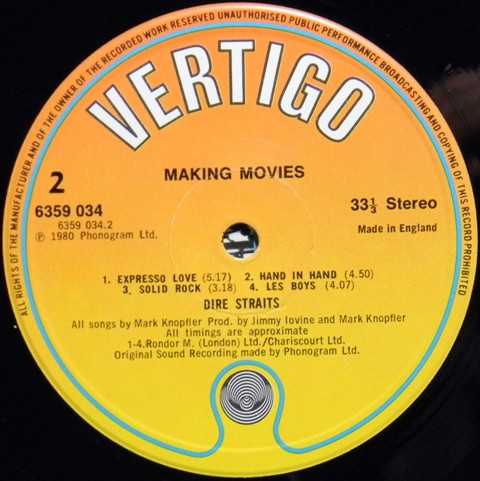 ALL RIGHTS OF THE MANUFACTURER AND OF THE OWNER OF THE RECORDED WORK RESERVED UNAUTHORISED PUBLIC PERFORMANCE BROADCASTING AND COPYING OF THIS RECORD PROHIBITED
VERTIGO
MAKING MOVIES
2
6359 034
6359 034.2
℗ 1980 Phonogram Ltd.
33⅓ Stereo
Made in England
1. EXPRESSO LOVE (5.17) 2. HAND IN HAND (4.50)
3. SOLID ROCK (3.18) 4. LES BOYS (4.07)
DIRE STRAITS
All songs by Mark Knopfler Prod. by Jimmy Iovine and Mark Knopfler
All timings are approximate
1-4.Rondor M. (London) Ltd./Chariscourt Ltd.
Original Sound Recording made by Phonogram Ltd.